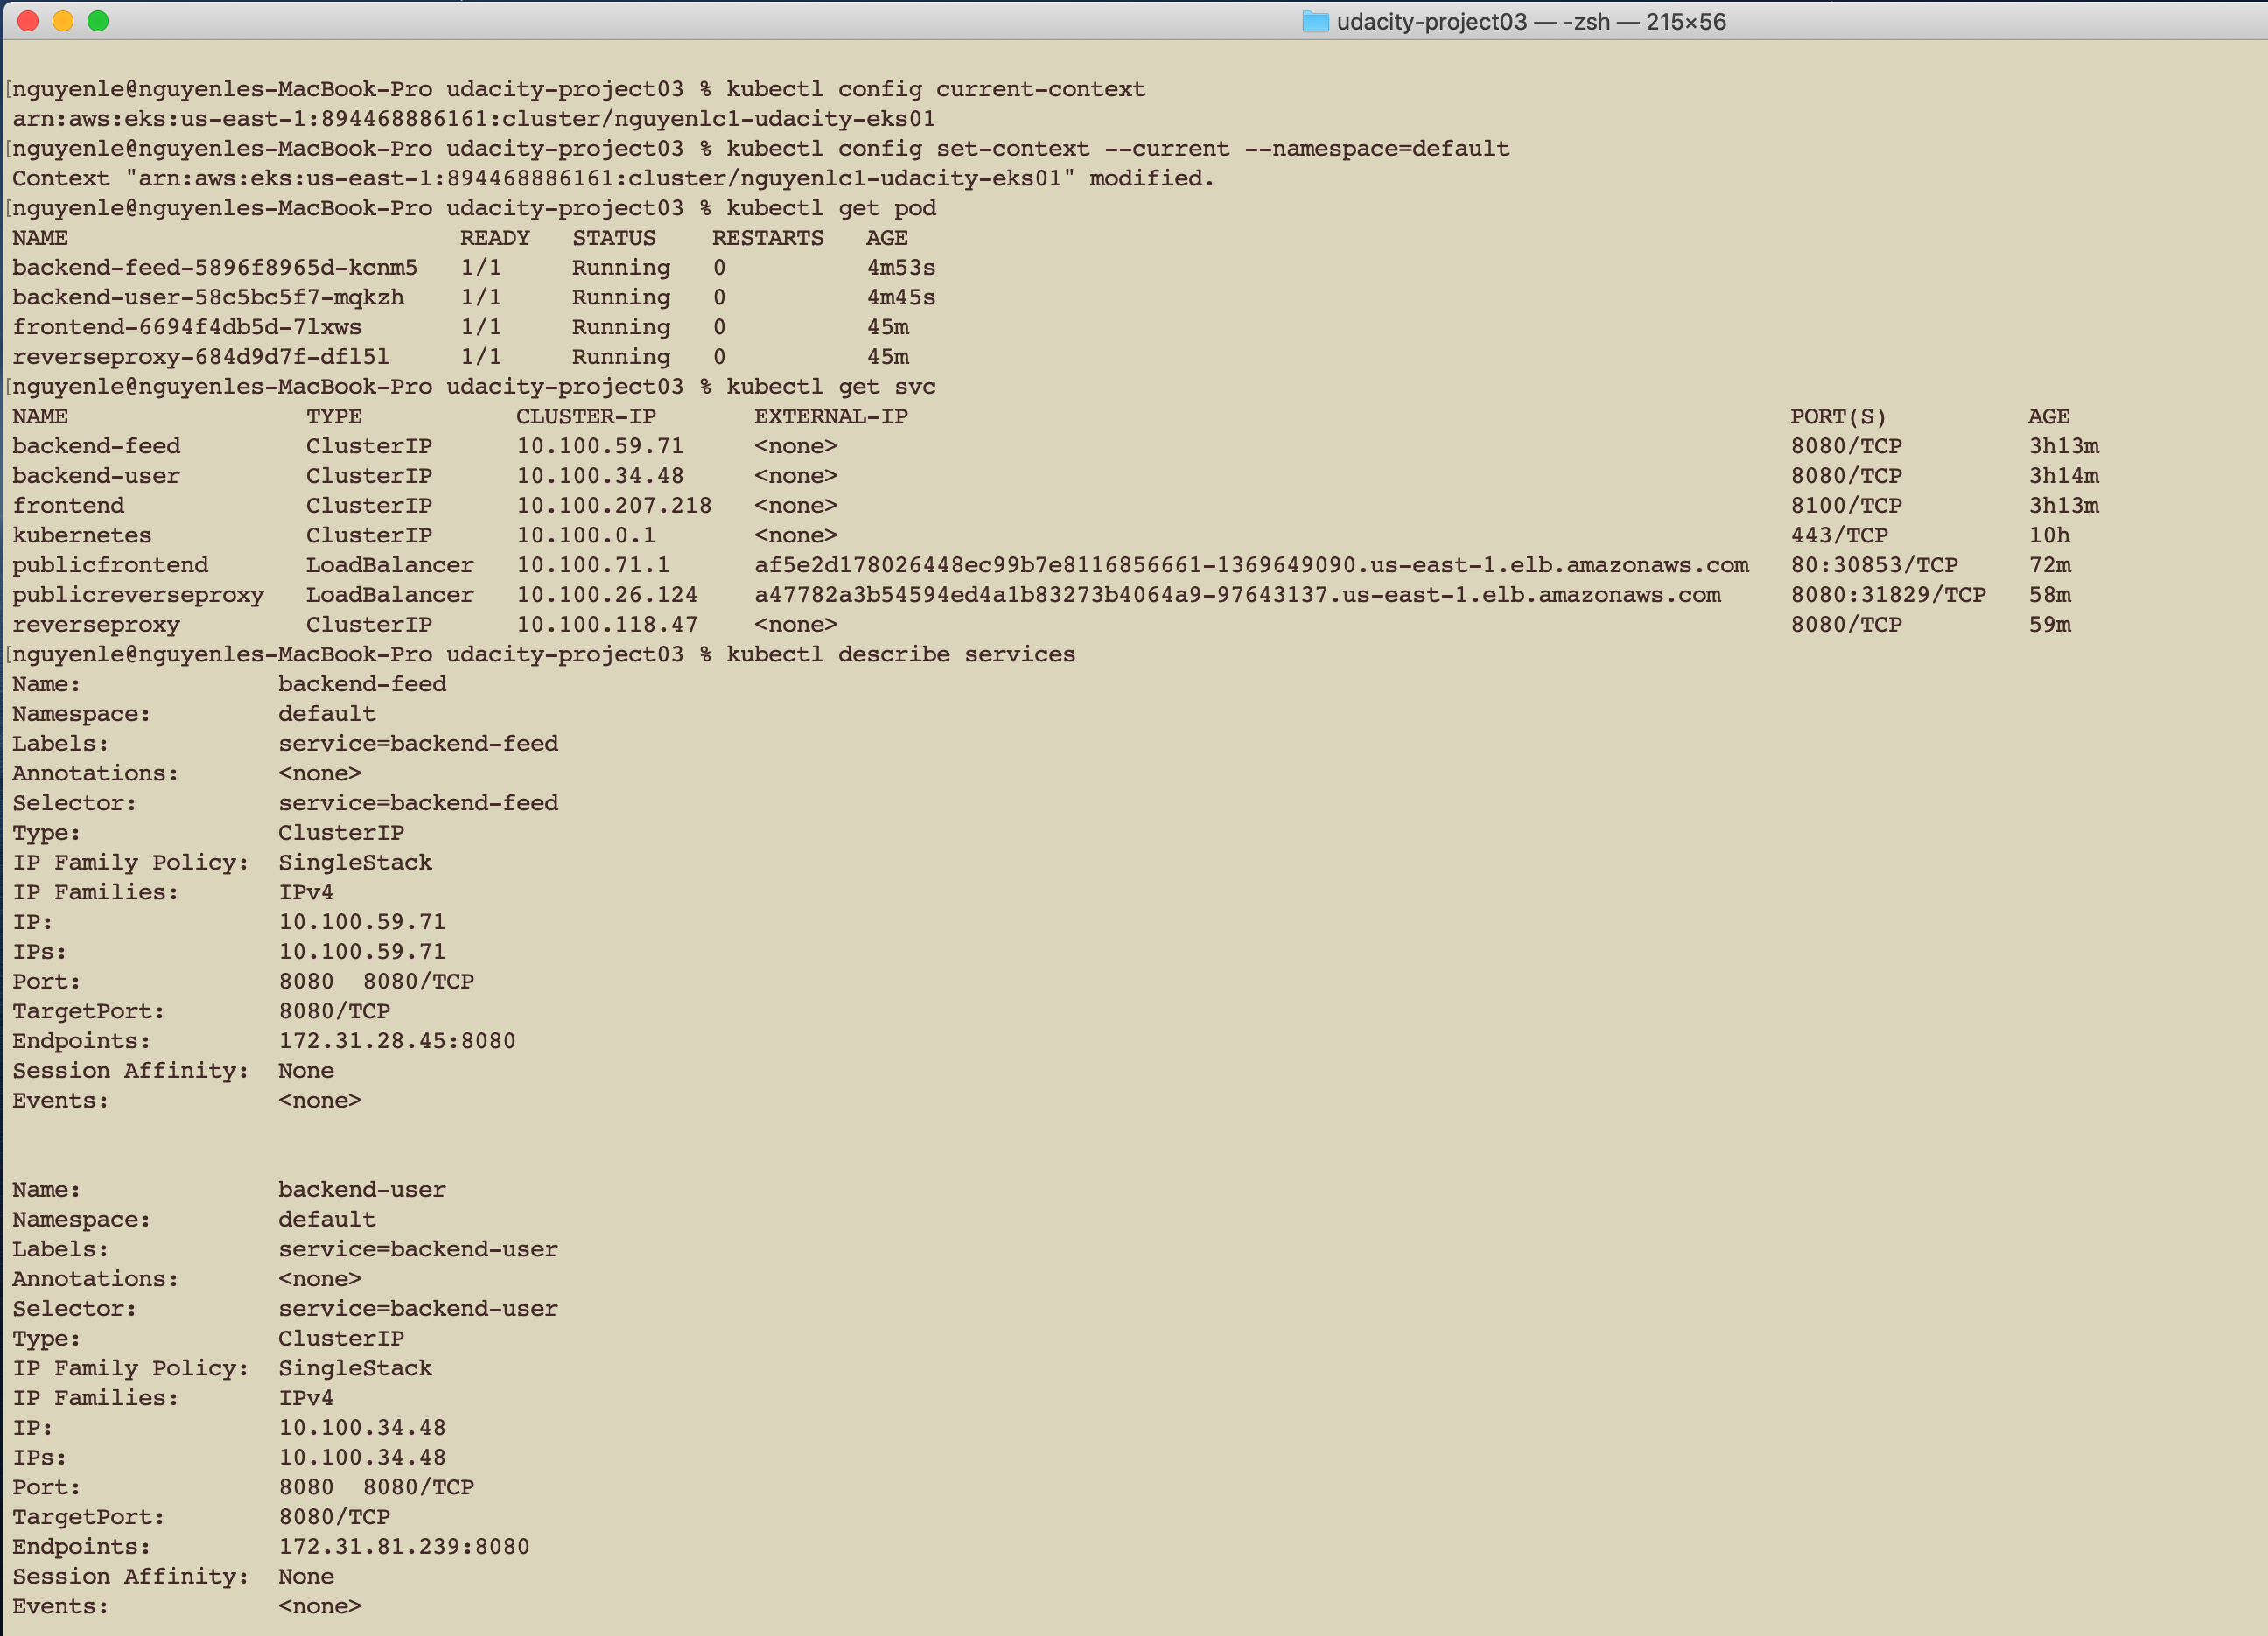 udacity-project03 — -zsh — 215×56
[nguyenle@nguyenles-MacBook-Pro udacity-project03 % kubectl config current-context
arn:aws:eks:us-east-1:894468886161:cluster/nguyenlc1-udacity-eks01
[nguyenle@nguyenles-MacBook-Pro udacity-project03 % kubectl config set-context --current --namespace=default
Context "arn:aws:eks:us-east-1:894468886161:cluster/nguyenlc1-udacity-eks01" modified.
[nguyenle@nguyenles-MacBook-Pro udacity-project03 % kubectl get pod
NAME READY STATUS RESTARTS AGE
backend-feed-5896f8965d-kcnm5 1/1 Running 0 4m53s
backend-user-58c5bc5f7-mqkzh 1/1 Running 0 4m45s
frontend-6694f4db5d-7lxws 1/1 Running 0 45m
reverseproxy-684d9d7f-dfl5l 1/1 Running 0 45m
[nguyenle@nguyenles-MacBook-Pro udacity-project03 % kubectl get svc
NAME TYPE CLUSTER-IP EXTERNAL-IP PORT(S) AGE
backend-feed ClusterIP 10.100.59.71 <none> 8080/TCP 3h13m
backend-user ClusterIP 10.100.34.48 <none> 8080/TCP 3h14m
frontend ClusterIP 10.100.207.218 <none> 8100/TCP 3h13m
kubernetes ClusterIP 10.100.0.1 <none> 443/TCP 10h
publicfrontend LoadBalancer 10.100.71.1 af5e2d178026448ec99b7e8116856661-1369649090.us-east-1.elb.amazonaws.com 80:30853/TCP 72m
publicreverseproxy LoadBalancer 10.100.26.124 a47782a3b54594ed4a1b83273b4064a9-97643137.us-east-1.elb.amazonaws.com 8080:31829/TCP 58m
reverseproxy ClusterIP 10.100.118.47 <none> 8080/TCP 59m
[nguyenle@nguyenles-MacBook-Pro udacity-project03 % kubectl describe services
Name: backend-feed
Namespace: default
Labels: service=backend-feed
Annotations: <none>
Selector: service=backend-feed
Type: ClusterIP
IP Family Policy: SingleStack
IP Families: IPv4
IP: 10.100.59.71
IPs: 10.100.59.71
Port: 8080 8080/TCP
TargetPort: 8080/TCP
Endpoints: 172.31.28.45:8080
Session Affinity: None
Events: <none>
Name: backend-user
Namespace: default
Labels: service=backend-user
Annotations: <none>
Selector: service=backend-user
Type: ClusterIP
IP Family Policy: SingleStack
IP Families: IPv4
IP: 10.100.34.48
IPs: 10.100.34.48
Port: 8080 8080/TCP
TargetPort: 8080/TCP
Endpoints: 172.31.81.239:8080
Session Affinity: None
Events: <none>